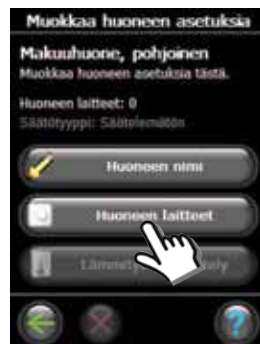 Muokkaa huoneen asetuksia
Makuuhuone, pohjoinen
Muokkaa huoneen asetuksia tästä.
Huoneen laitteet: 0
Säätötyyppi: Säätelemätön
Huoneen nimi
Huoneen laitteet
?